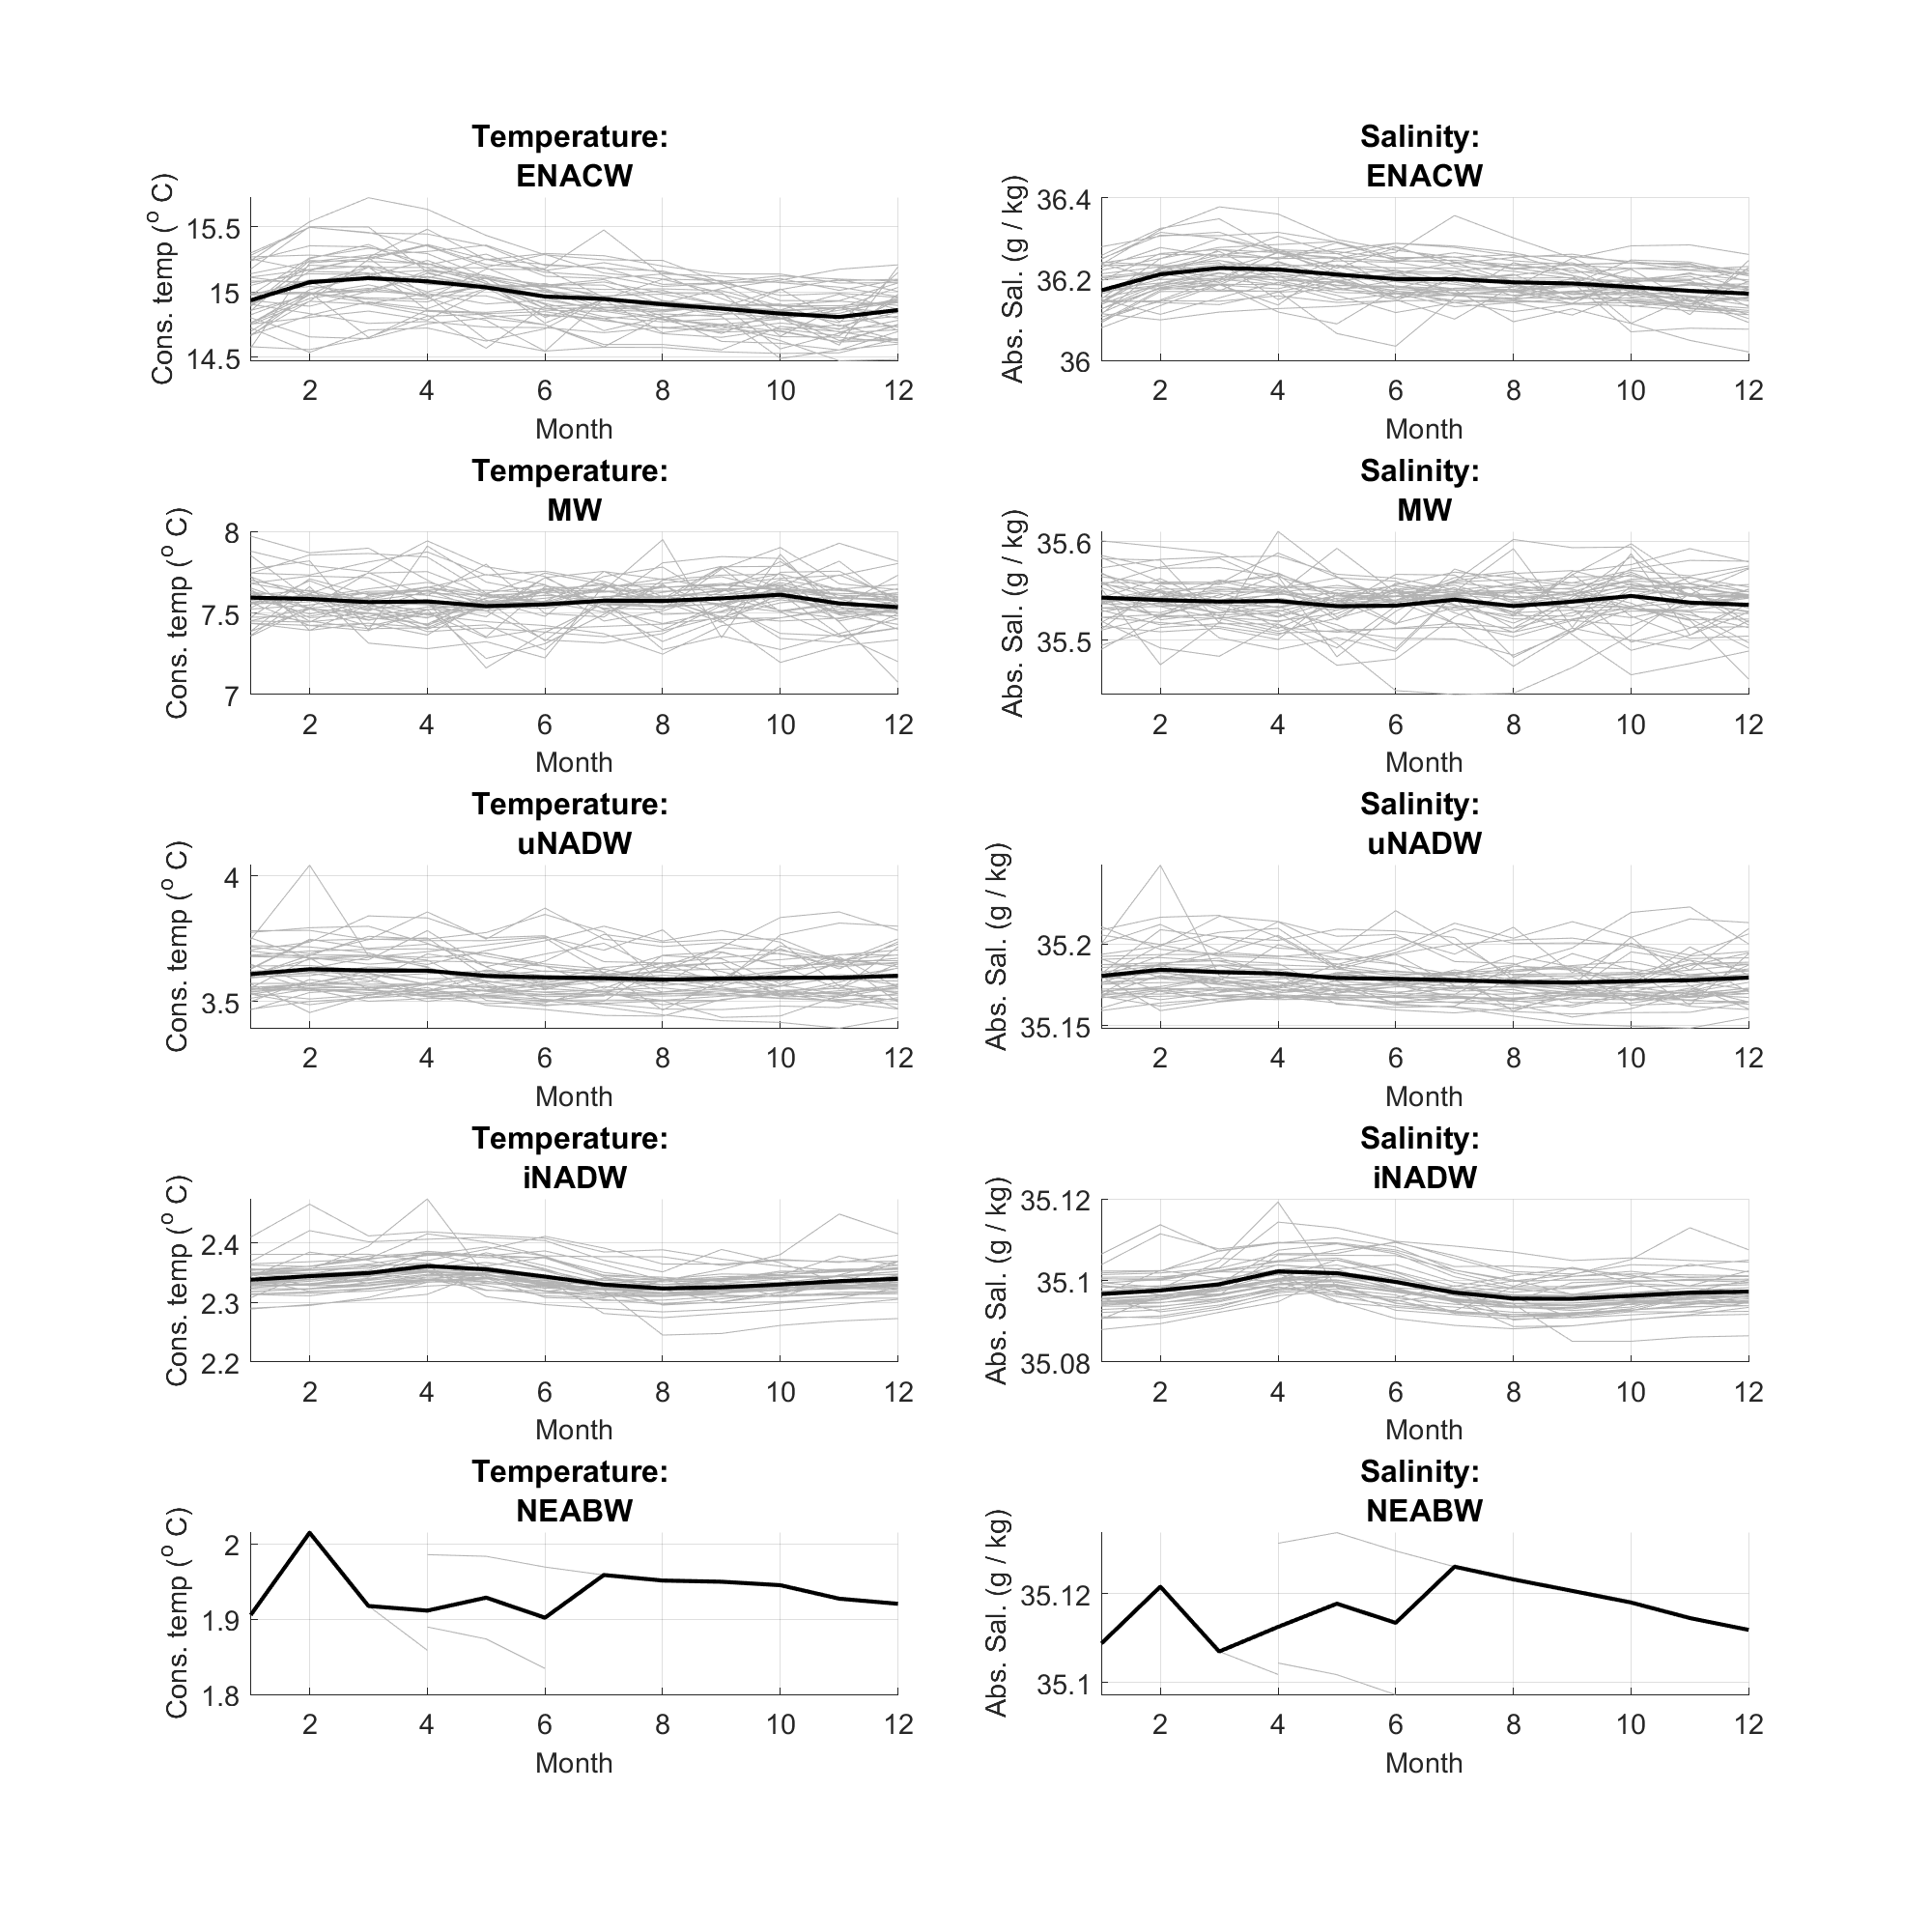 Temperature:
ENACW
Cons. temp (° C)
15.5
15
14.5
2 4 6 8 10 12
Month
Salinity:
ENACW
Abs. Sal. (g / kg)
36.4
36.2
36
2 4 6 8 10 12
Month
Temperature:
MW
Cons. temp (° C)
8
7.5
7
2 4 6 8 10 12
Month
Salinity:
MW
Abs. Sal. (g / kg)
35.6
35.5
2 4 6 8 10 12
Month
Temperature:
uNADW
Cons. temp (° C)
4
3.5
2 4 6 8 10 12
Month
Salinity:
uNADW
Abs. Sal. (g / kg)
35.2
35.15
2 4 6 8 10 12
Month
Temperature:
iNADW
Cons. temp (° C)
2.4
2.3
2.2
2 4 6 8 10 12
Month
Salinity:
iNADW
Abs. Sal. (g / kg)
35.12
35.1
35.08
2 4 6 8 10 12
Month
Temperature:
NEABW
Cons. temp (° C)
2
1.9
1.8
2 4 6 8 10 12
Month
Salinity:
NEABW
Abs. Sal. (g / kg)
35.12
35.1
2 4 6 8 10 12
Month